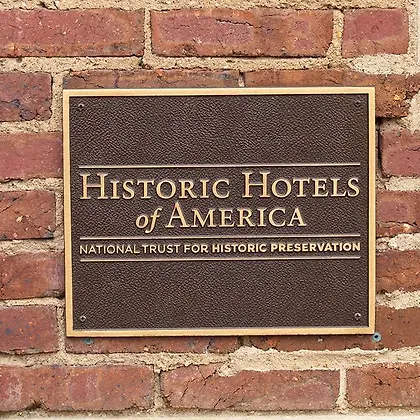 HISTORIC HOTELS
of AMERICA
NATIONAL TRUST FOR HISTORIC PRESERVATION